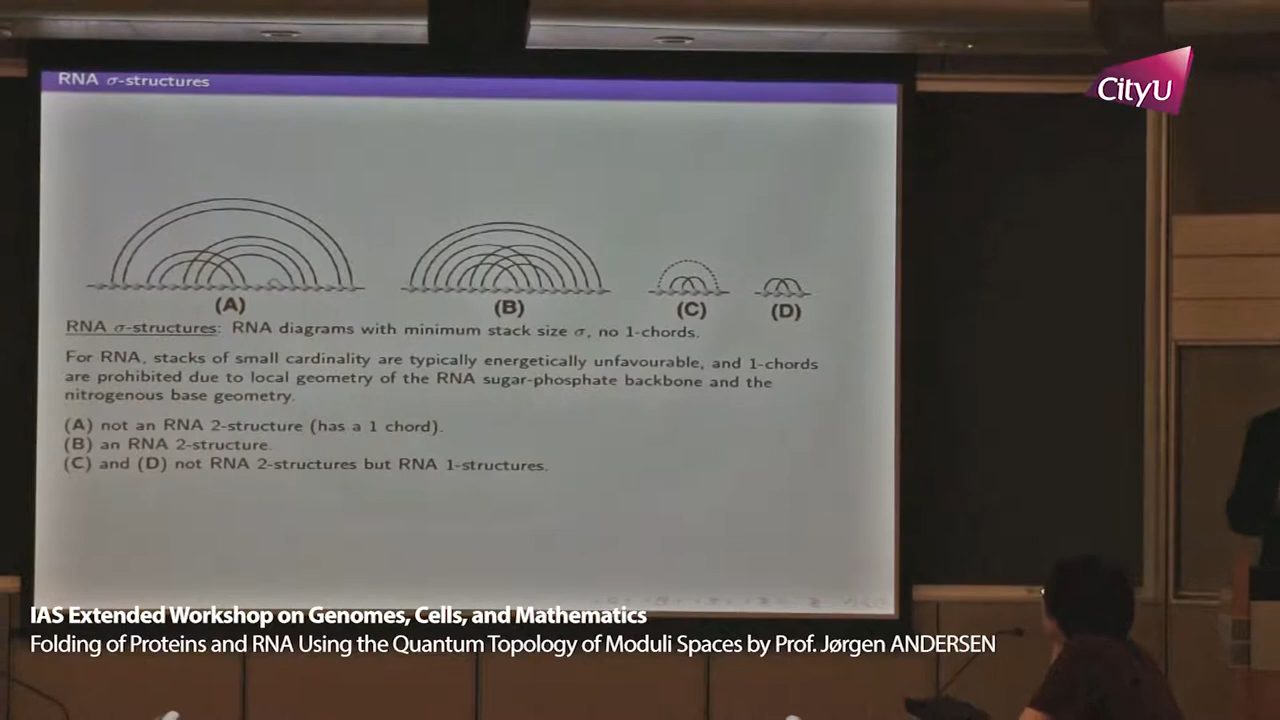 RNA σ-structures
CityU
(A)
(B)
(C)
(D)
RNA σ-structures: RNA diagrams with minimum stack size σ, no 1-chords.
For RNA, stacks of small cardinality are typically energetically unfavourable, and 1-chords
are prohibited due to local geometry of the RNA sugar-phosphate backbone and the
nitrogenous base geometry.
(A) not an RNA 2-structure (has a 1 chord).
(B) an RNA 2-structure.
(C) and (D) not RNA 2-structures but RNA 1-structures.
IAS Extended Workshop on Genomes, Cells, and Mathematics
Folding of Proteins and RNA Using the Quantum Topology of Moduli Spaces by Prof. Jørgen ANDERSEN